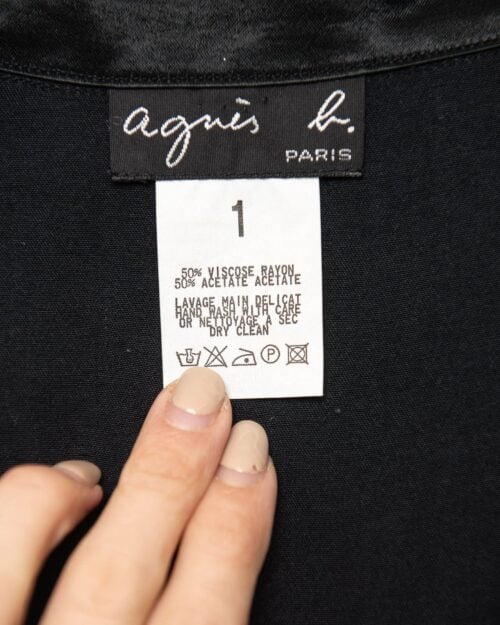 agnès b.
PARIS
1
50% VISCOSE RAYON
50% ACETATE ACETATE
LAVAGE MAIN DELICAT
HAND WASH WITH CARE
OU NETTOYAGE A SEC
DRY CLEAN
P